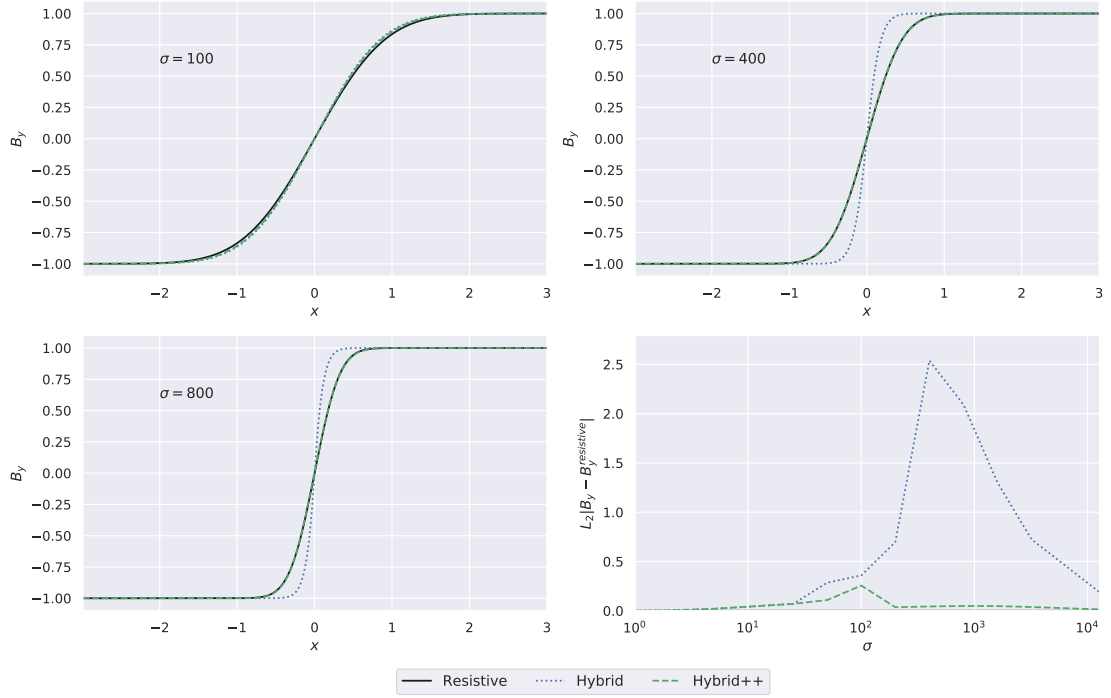 1.00
0.75
0.50
0.25
0.00
−0.25
−0.50
−0.75
−1.00
B_y
σ = 100
−2 −1 0 1 2 3
x
1.00
0.75
0.50
0.25
0.00
−0.25
−0.50
−0.75
−1.00
B_y
σ = 400
−2 −1 0 1 2 3
x
1.00
0.75
0.50
0.25
0.00
−0.25
−0.50
−0.75
−1.00
B_y
σ = 800
−2 −1 0 1 2 3
x
2.5
2.0
1.5
1.0
0.5
0.0
L_2|B_y − B_y^{resistive}|
10^0 10^1 10^2 10^3 10^4
σ
Resistive Hybrid Hybrid++